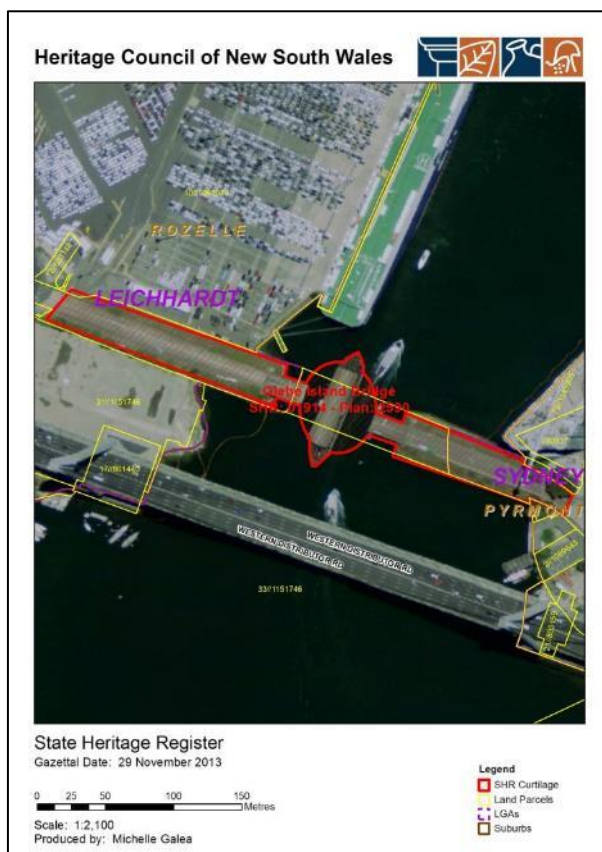 Heritage Council of New South Wales
ROZELLE
LEICHHARDT
Glebe Island Bridge
SYDNEY
PYRMONT
WESTERN DISTRIBUTOR RD
WESTERN DISTRIBUTOR RD
33//1151746
State Heritage Register
Gazettal Date: 29 November 2013
0 12 25 50 100 150
Metres
Scale: 1:2,100
Produced by: Michelle Galea
Legend
SHR Curtilage
Land Parcels
LGAs
Suburbs